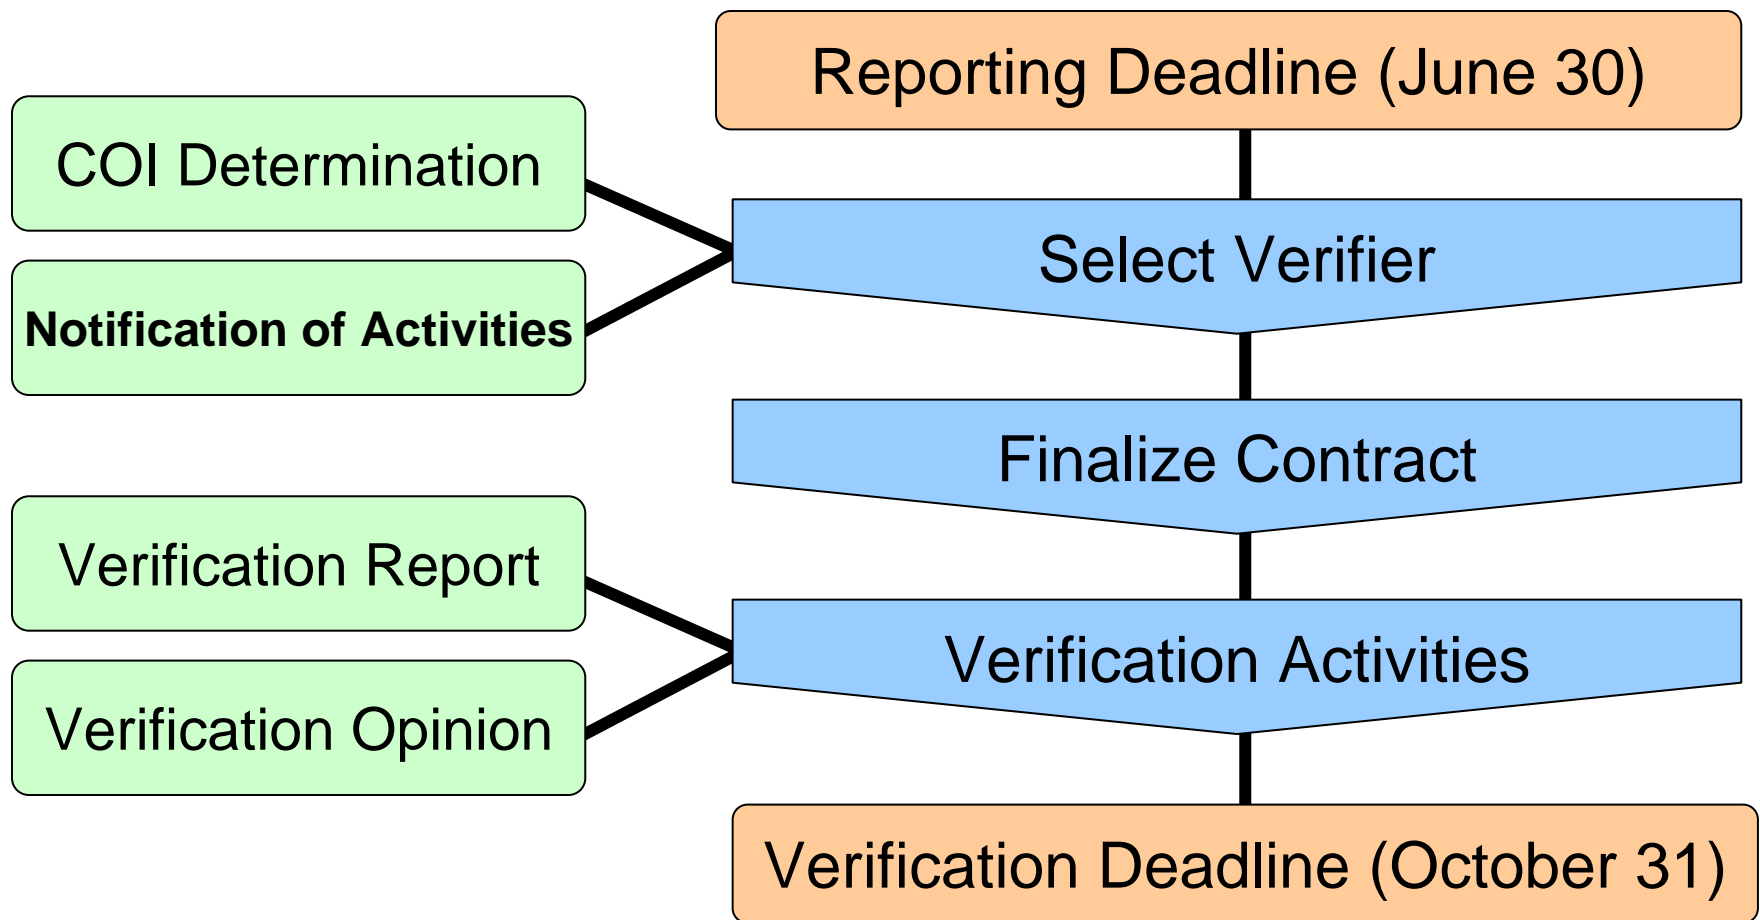 Reporting Deadline (June 30)
COI Determination
Select Verifier
Notification of Activities
Finalize Contract
Verification Report
Verification Activities
Verification Opinion
Verification Deadline (October 31)